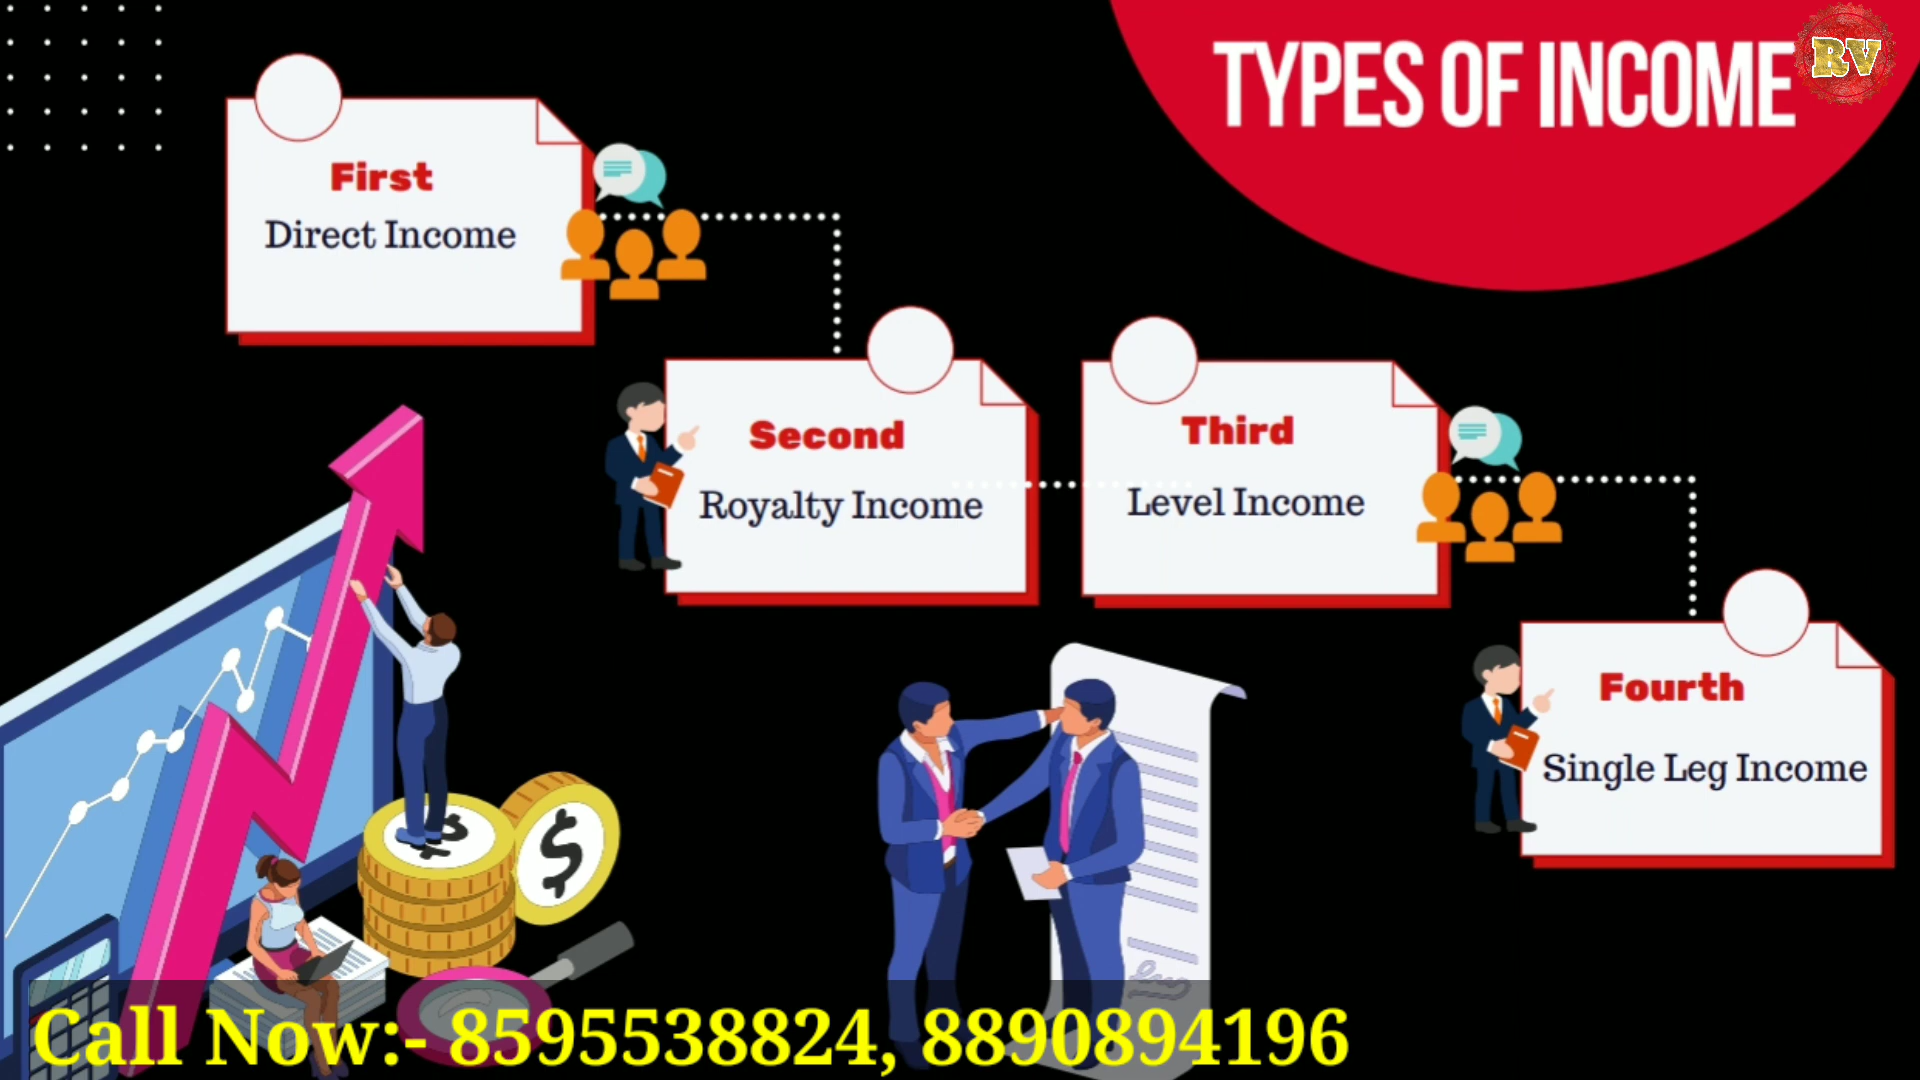 TYPES OF INCOME
RV
First
Direct Income
Second
Royalty Income
Third
Level Income
Fourth
Single Leg Income
Call Now:- 8595538824, 8890894196